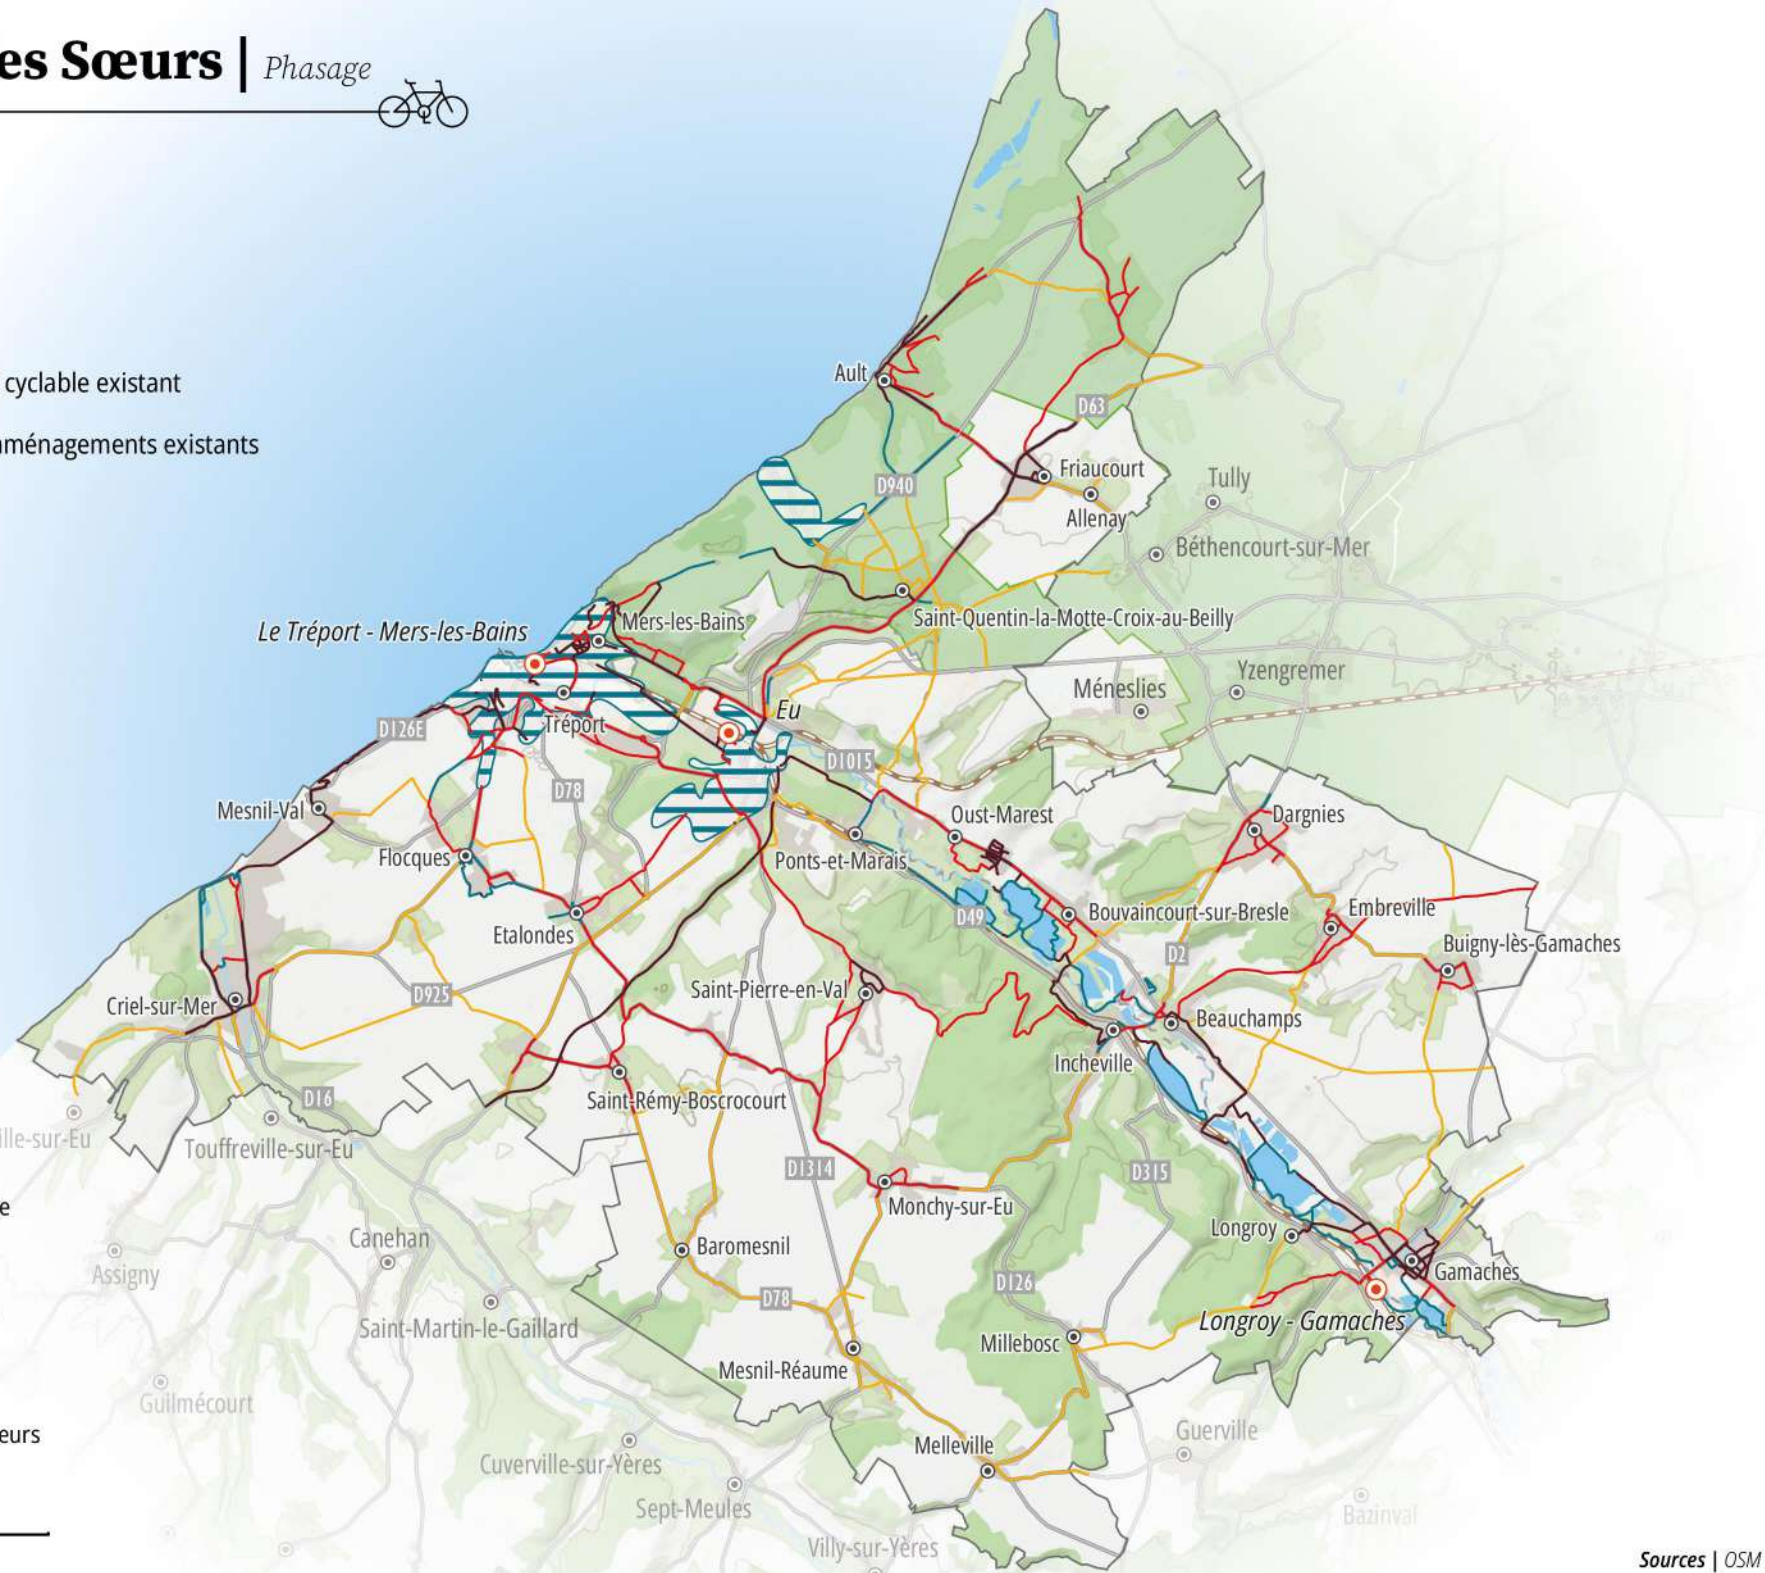 es Sœurs | Phasage
cyclable existant
ménagements existants
Ault
D63
Friaucourt
D940
Tully
Allenay
Béthencourt-sur-Mer
Le Tréport - Mers-les-Bains
Mers-les-Bains
Saint-Quentin-la-Motte-Croix-au-Beilly
Yzengremer
Méneslies
Eu
Tréport
D126E
D1015
D78
Mesnil-Val
Oust-Marest
Dargnies
Flocques
Ponts-et-Marais
D49
Bouvaincourt-sur-Bresle
Embreville
Etalondes
Buigny-lès-Gamaches
D2
Saint-Pierre-en-Val
D925
Criel-sur-Mer
Beauchamps
Incheville
D16
Saint-Rémy-Boscrocourt
ille-sur-Eu
Touffreville-sur-Eu
D1314
D315
e
Monchy-sur-Eu
Longroy
Canehan
Baromesnil
Assigny
Gamaches
D126
D78
Longroy - Gamaches
Saint-Martin-le-Gaillard
Millebosc
Mesnil-Réaume
Guilmécourt
eurs
Guerville
Melleville
Cuverville-sur-Yères
Sept-Meules
Bazinval
Villy-sur-Yères
Sources | OSM